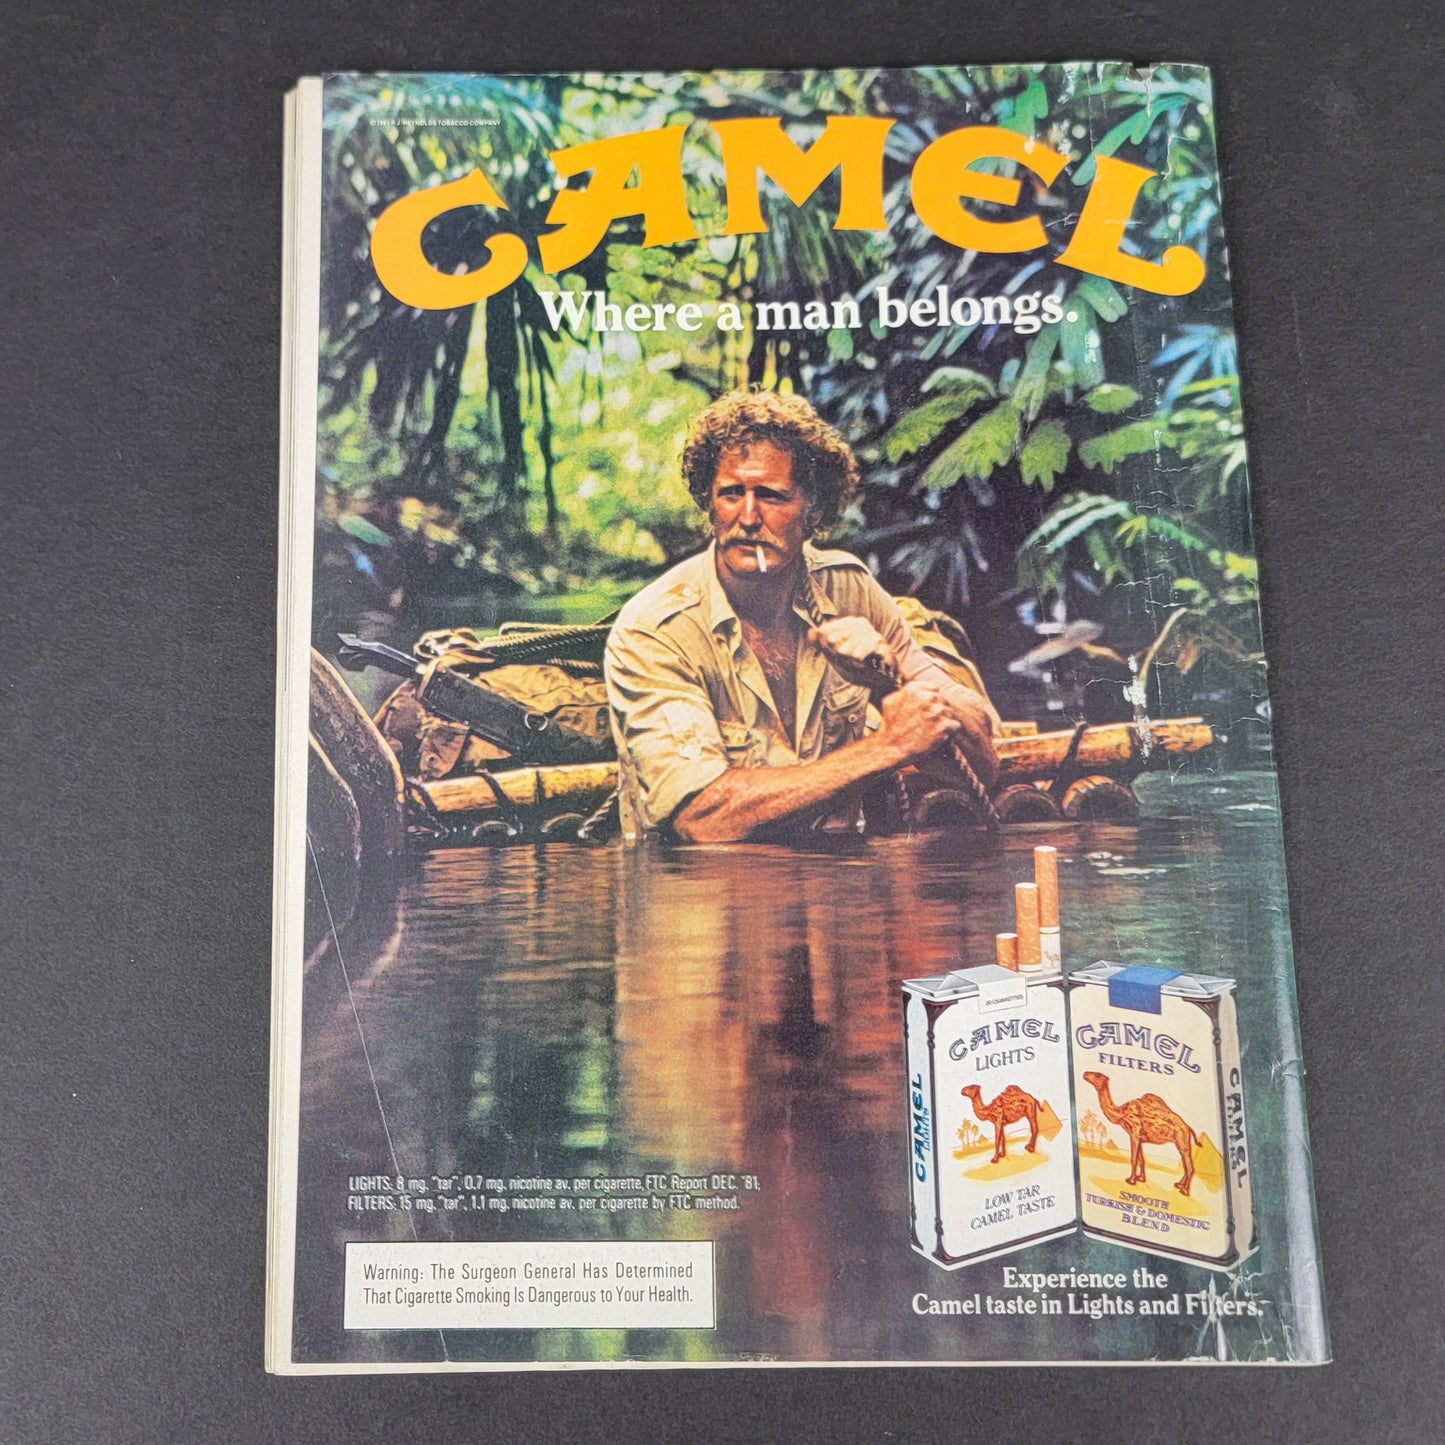 © 1981 R.J. REYNOLDS TOBACCO COMPANY
CAMEL
Where a man belongs.
CAMEL
LIGHTS
CAMEL
LIGHTS
LOW TAR
CAMEL TASTE
CAMEL
FILTERS
SMOOTH
TURKISH & DOMESTIC
BLEND
CAMEL
FILTERS
LIGHTS: 8 mg. "tar", 0.7 mg. nicotine av. per cigarette, FTC Report DEC. '81;
FILTERS: 15 mg. "tar", 1.1 mg. nicotine av. per cigarette by FTC method.
Warning: The Surgeon General Has Determined
That Cigarette Smoking Is Dangerous to Your Health.
Experience the
Camel taste in Lights and Filters.